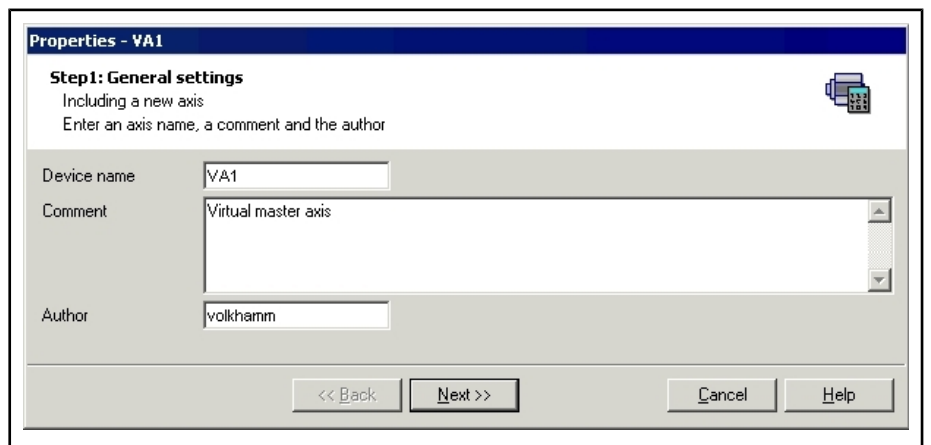 Properties - VA1
Step1: General settings
Including a new axis
Enter an axis name, a comment and the author
Device name
VA1
Comment
Virtual master axis
Author
volkhamm
<< Back
Next >>
Cancel
Help